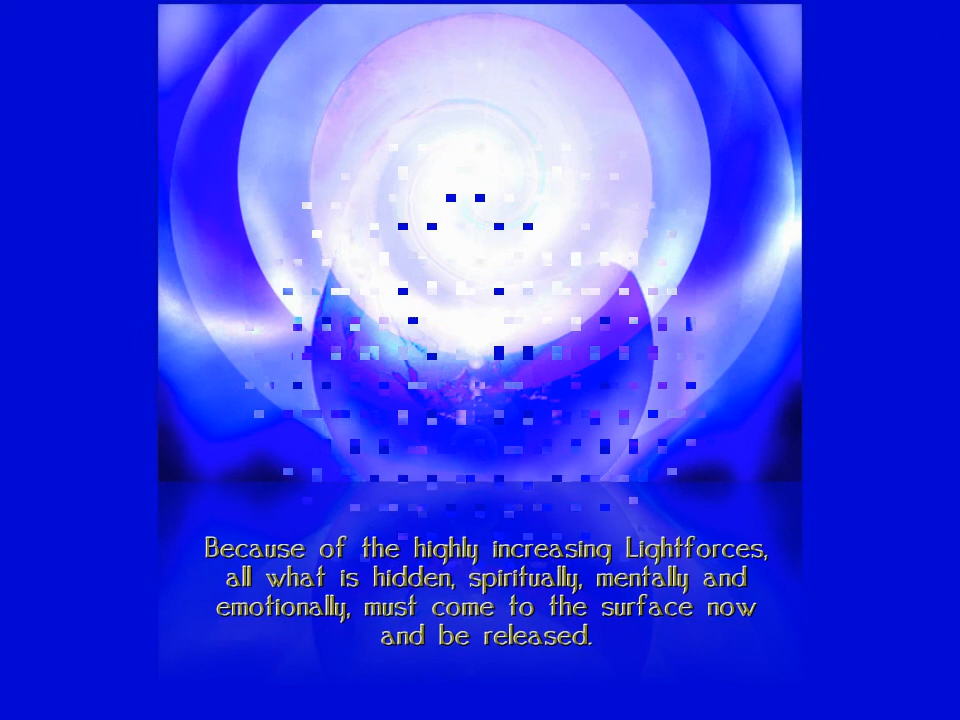 Because of the highly increasing Lightforces,
all what is hidden, spiritually, mentally and
emotionally, must come to the surface now
and be released.